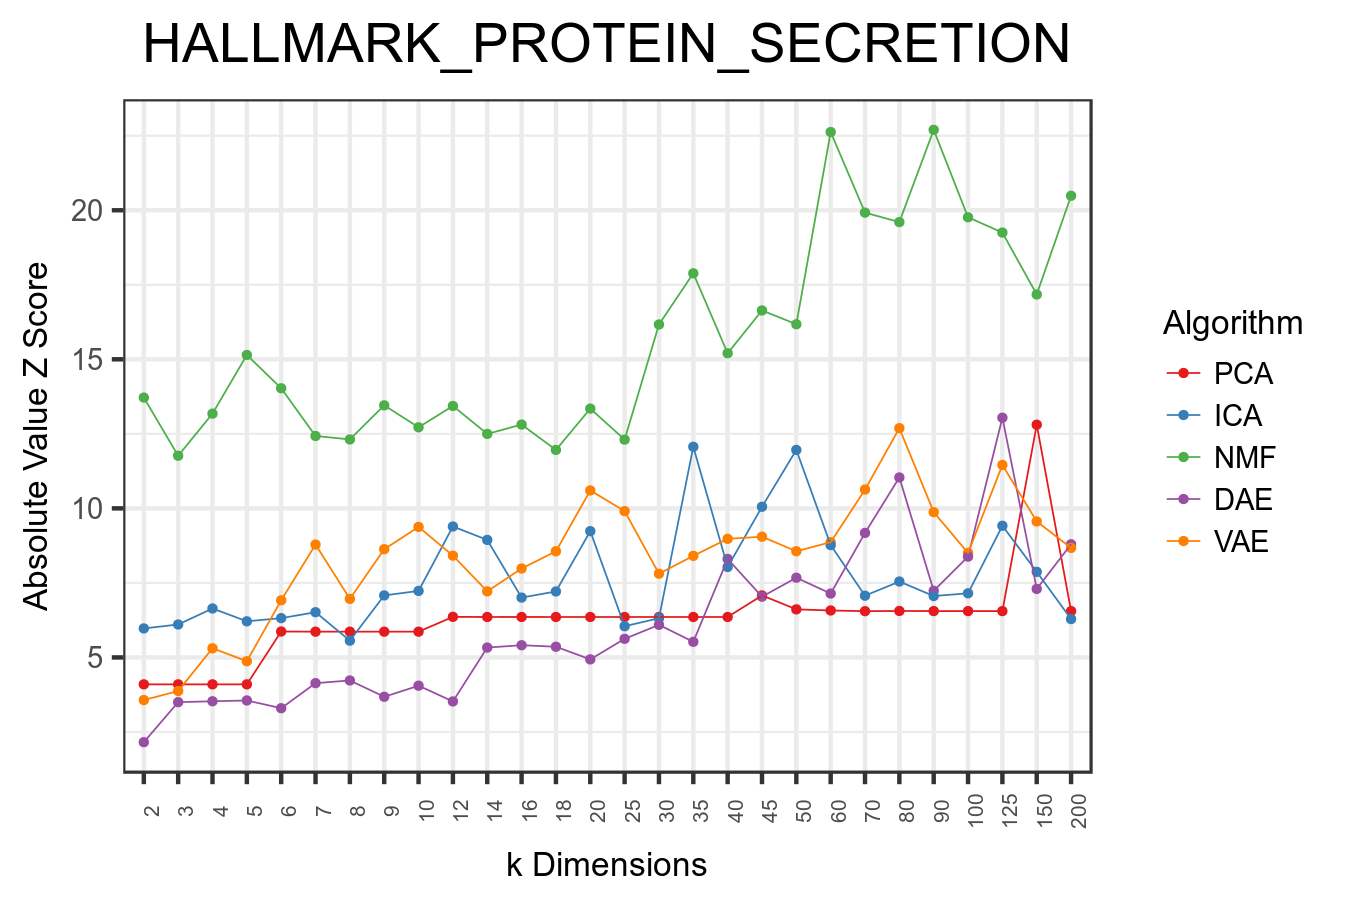 HALLMARK_PROTEIN_SECRETION
Absolute Value Z Score
20
15
10
5
2 3 4 5 6 7 8 9 10 12 14 16 18 20 25 30 35 40 45 50 60 70 80 90 100 125 150 200
k Dimensions
Algorithm
PCA
ICA
NMF
DAE
VAE